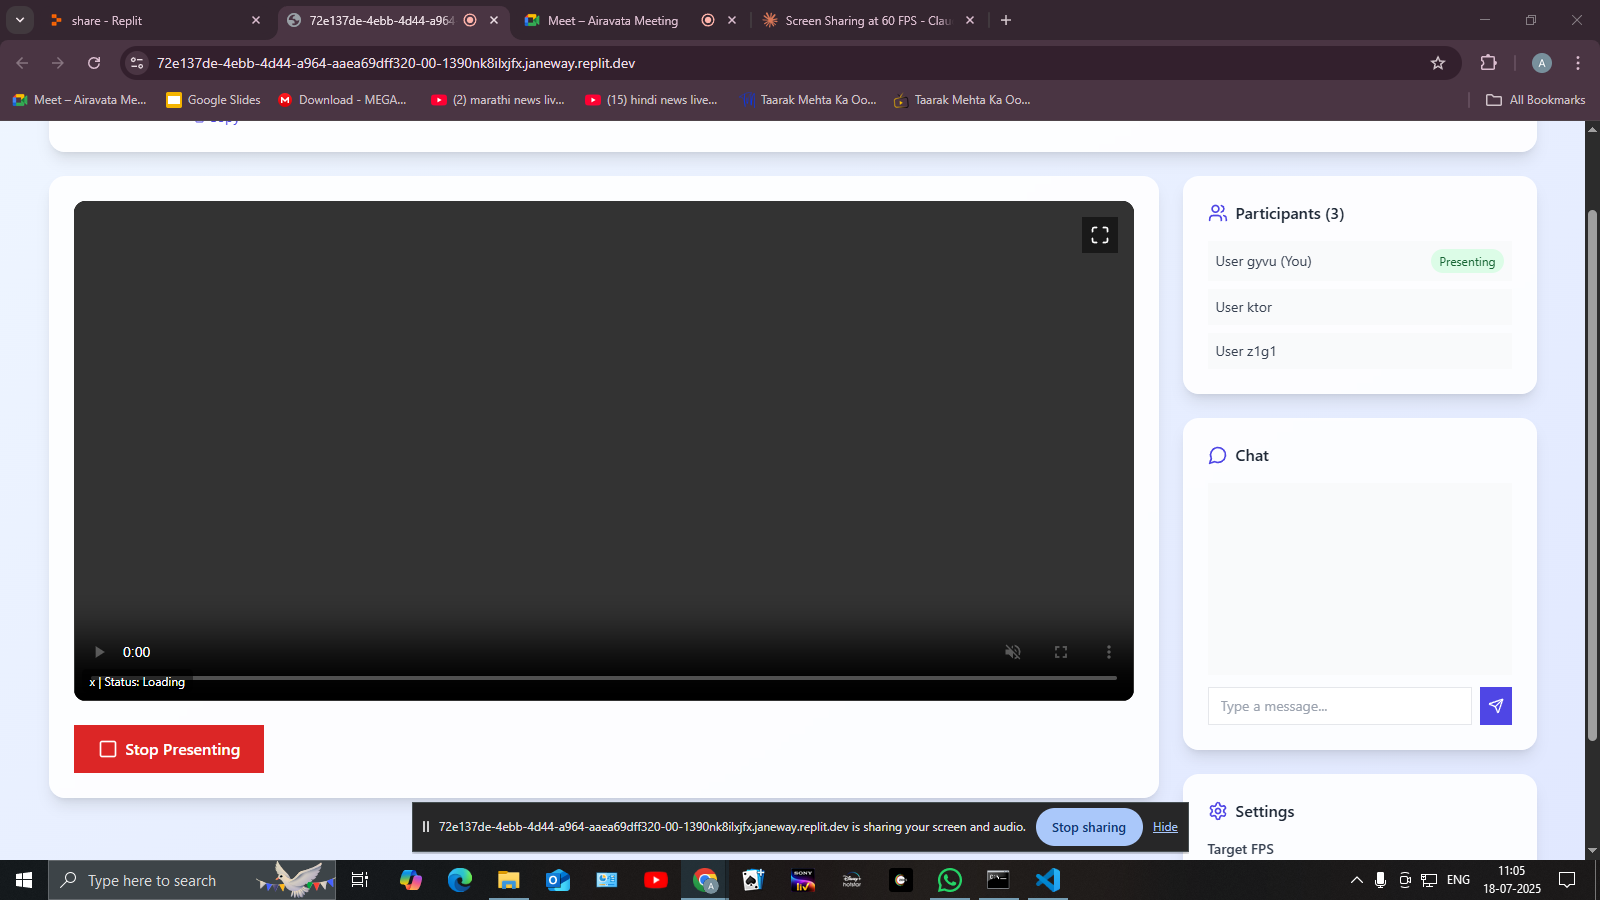 share - Replit
72e137de-4ebb-4d44-a964
Meet – Airavata Meeting
Screen Sharing at 60 FPS - Clau
72e137de-4ebb-4d44-a964-aaea69dff320-00-1390nk8ilxjfx.janeway.replit.dev
A
Meet – Airavata Me...
Google Slides
Download - MEGA...
(2) marathi news liv...
(15) hindi news live...
Taarak Mehta Ka Oo...
Taarak Mehta Ka Oo...
All Bookmarks
Copy
Participants (3)
User gyvu (You)
Presenting
User ktor
User z1g1
Chat
0:00
x | Status: Loading
Type a message...
Stop Presenting
Settings
Target FPS
72e137de-4ebb-4d44-a964-aaea69dff320-00-1390nk8ilxjfx.janeway.replit.dev is sharing your screen and audio.
Stop sharing
Hide
Type here to search
ENG
11:05
18-07-2025